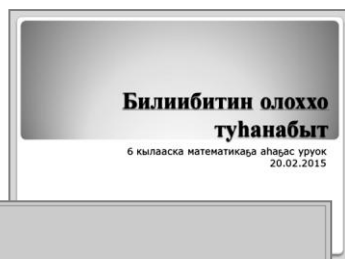 Билиибитин олоххо
туһанабыт
6 кылааска математикаҕа аһаҕас уруок
20.02.2015